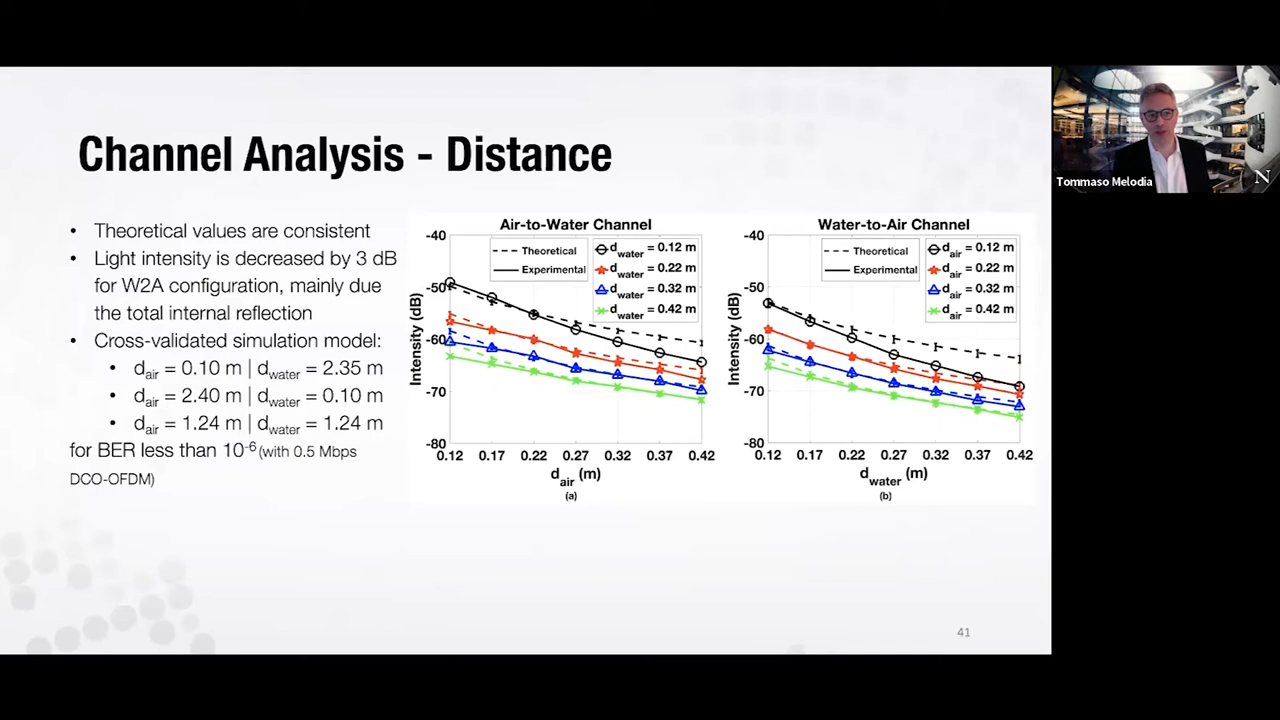 Channel Analysis - Distance
• Theoretical values are consistent
• Light intensity is decreased by 3 dB
for W2A configuration, mainly due
the total internal reflection
• Cross-validated simulation model:
• dair = 0.10 m | dwater = 2.35 m
• dair = 2.40 m | dwater = 0.10 m
• dair = 1.24 m | dwater = 1.24 m
for BER less than 10-6 (with 0.5 Mbps
DCO-OFDM)
Air-to-Water Channel
Theoretical
Experimental
dwater = 0.12 m
dwater = 0.22 m
dwater = 0.32 m
dwater = 0.42 m
Intensity (dB)
-40
-50
-60
-70
-80
0.12 0.17 0.22 0.27 0.32 0.37 0.42
dair (m)
(a)
Water-to-Air Channel
Theoretical
Experimental
dair = 0.12 m
dair = 0.22 m
dair = 0.32 m
dair = 0.42 m
Intensity (dB)
-40
-50
-60
-70
-80
0.12 0.17 0.22 0.27 0.32 0.37 0.42
dwater (m)
(b)
41
Tommaso Melodia
N